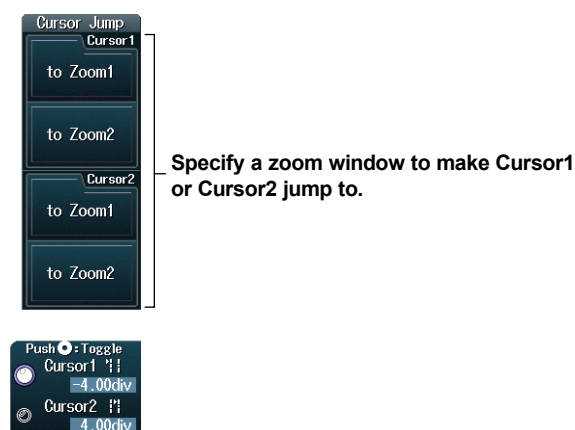 Cursor Jump
Cursor1
to Zoom1
to Zoom2
Cursor2
to Zoom1
to Zoom2
Specify a zoom window to make Cursor1
or Cursor2 jump to.
Push :Toggle
Cursor1
-4.00div
Cursor2
4.00div